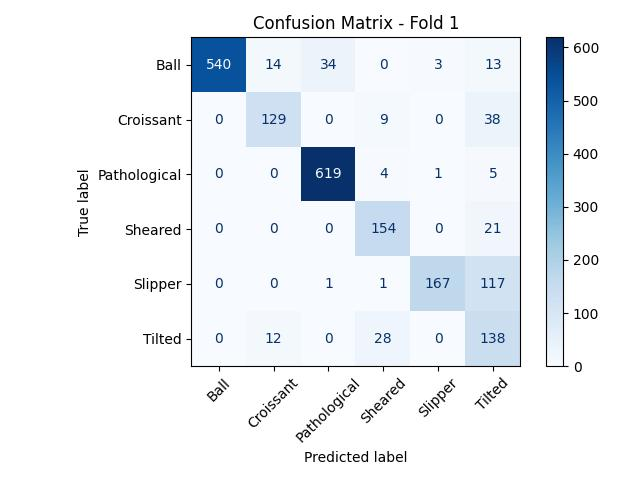 Confusion Matrix - Fold 1
True label
Ball 540 14 34 0 3 13
Croissant 0 129 0 9 0 38
Pathological 0 0 619 4 1 5
Sheared 0 0 0 154 0 21
Slipper 0 0 1 1 167 117
Tilted 0 12 0 28 0 138
Ball Croissant Pathological Sheared Slipper Tilted
Predicted label
600
500
400
300
200
100
0